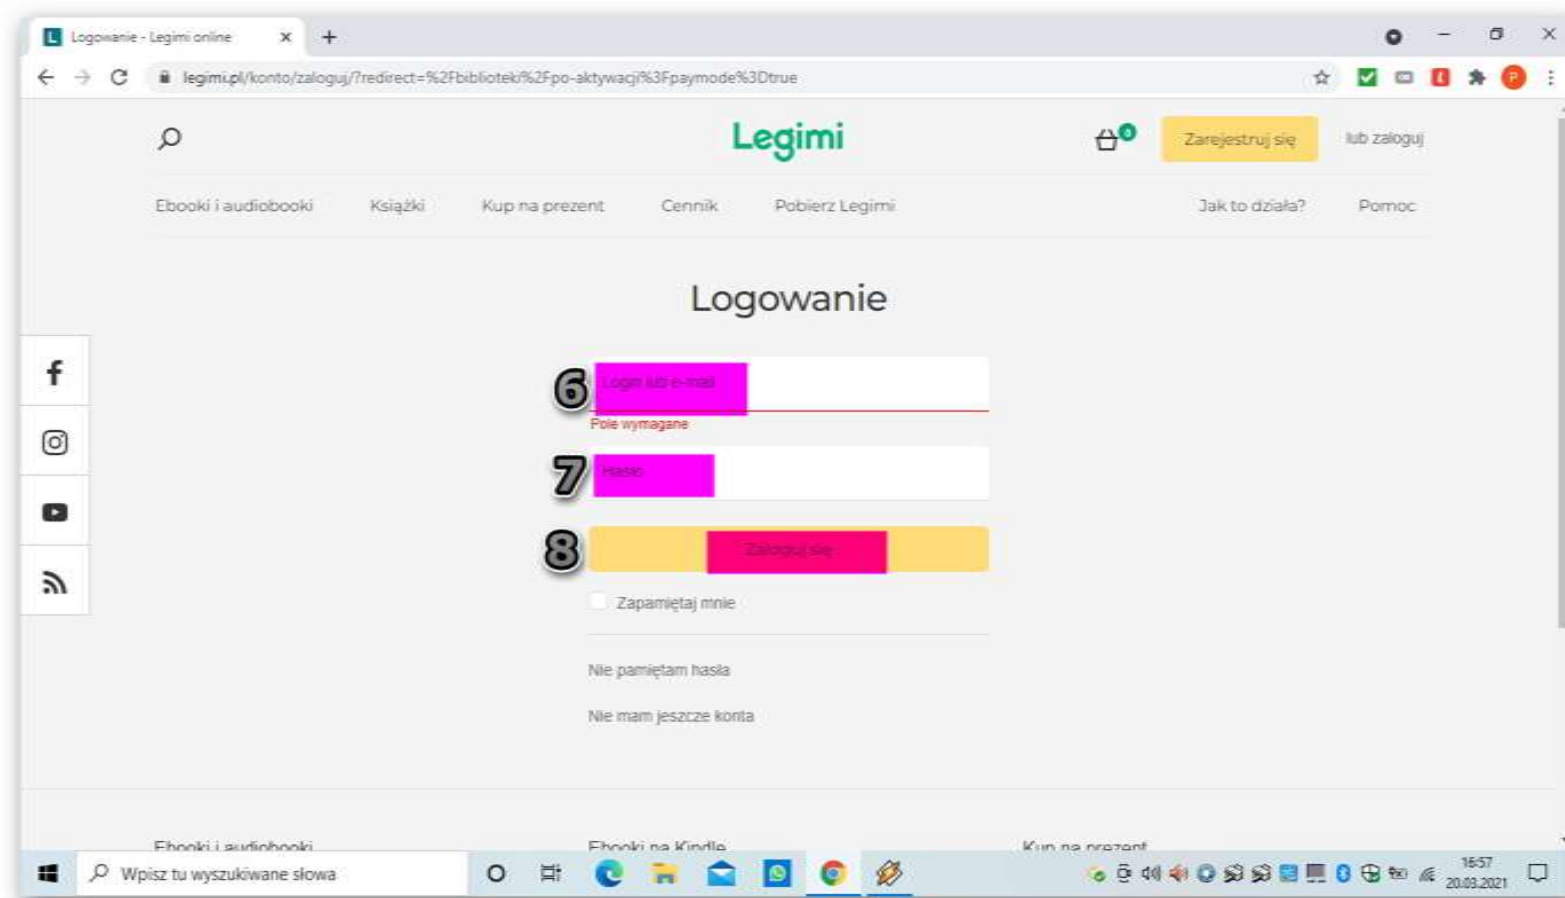 Logowanie - Legimi online
legimi.pl/konto/zaloguj/?redirect=%2Fbiblioteki%2Fpo-aktywacji%3Fpaymode%3Dtrue
P
Legimi
0
Zarejestruj się
lub zaloguj
Ebooki i audiobooki
Książki
Kup na prezent
Cennik
Pobierz Legimi
Jak to działa?
Pomoc
Logowanie
6
Login lub e-mail
Pole wymagane
7
Hasło
8
Zaloguj się
Zapamiętaj mnie
Nie pamiętam hasła
Nie mam jeszcze konta
Ebooki i audiobooki
Ebooki na Kindle
Kup na prezent
Wpisz tu wyszukiwane słowa
16:57
20.03.2021